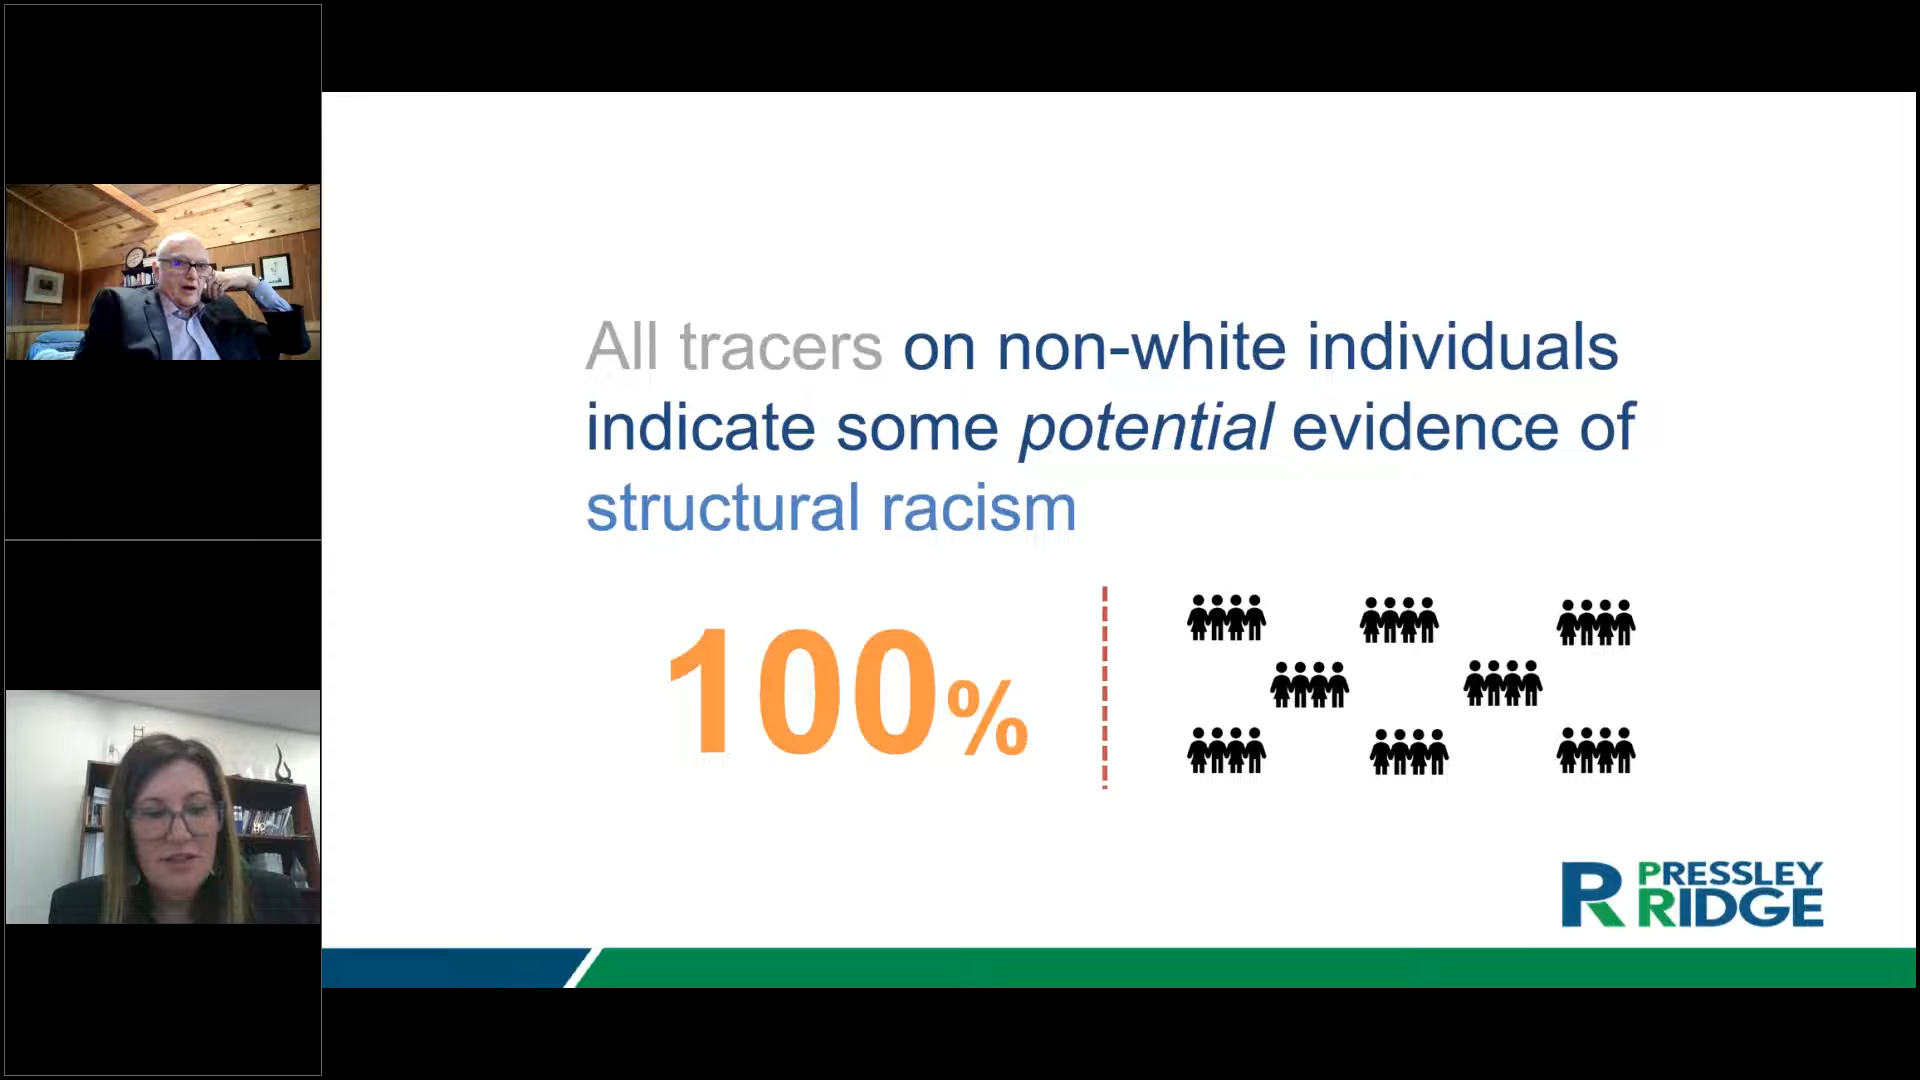 All tracers on non-white individuals
indicate some potential evidence of
structural racism
100%
PRESSLEY
RIDGE